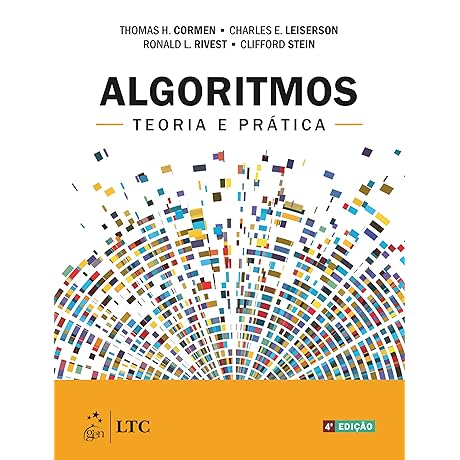 THOMAS H. CORMEN ▪ CHARLES E. LEISERSON
RONALD L. RIVEST ▪ CLIFFORD STEIN
ALGORITMOS
TEORIA E PRÁTICA
gen
LTC
4ª EDIÇÃO